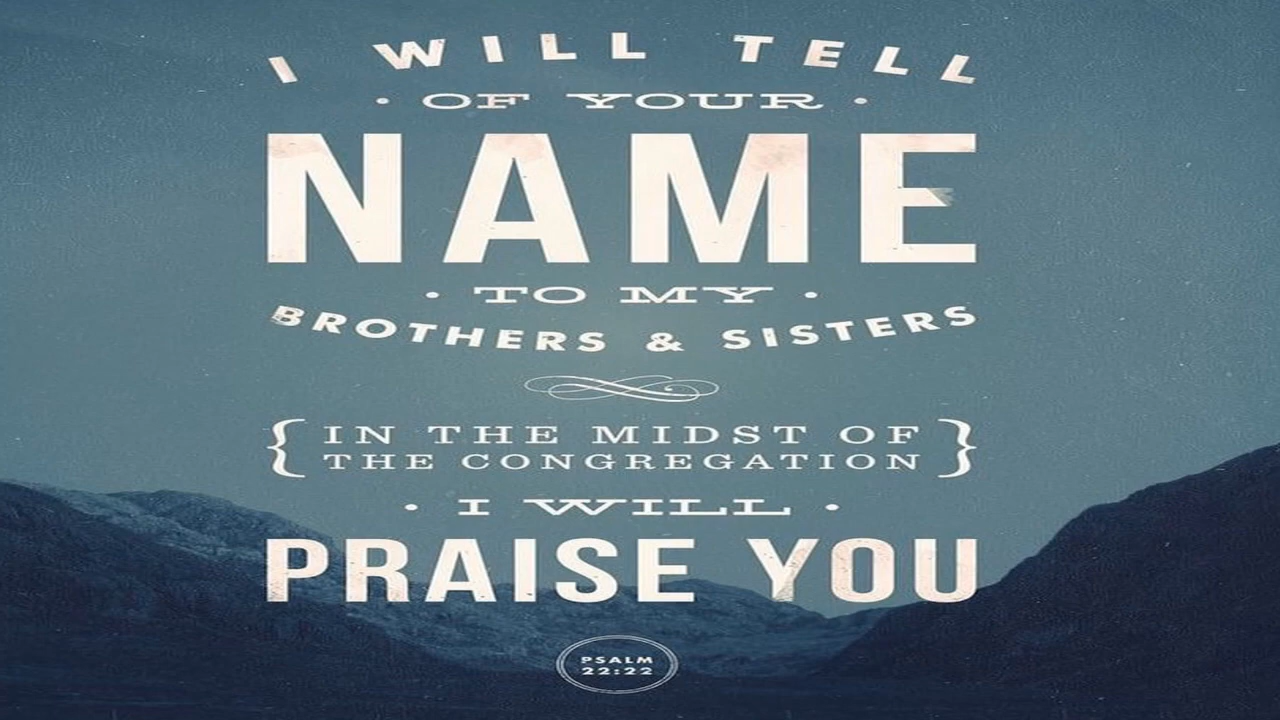 I WILL TELL
· OF YOUR ·
NAME
· TO MY ·
BROTHERS & SISTERS
{ IN THE MIDST OF
THE CONGREGATION }
· I WILL ·
PRAISE YOU
PSALM
22:22